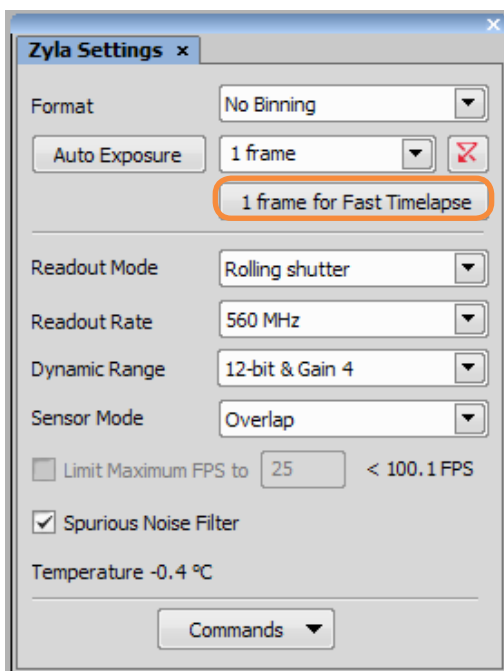 Zyla Settings ×
Format No Binning
Auto Exposure 1 frame
1 frame for Fast Timelapse
Readout Mode Rolling shutter
Readout Rate 560 MHz
Dynamic Range 12-bit & Gain 4
Sensor Mode Overlap
Limit Maximum FPS to 25 < 100.1 FPS
Spurious Noise Filter
Temperature -0.4 ºC
Commands